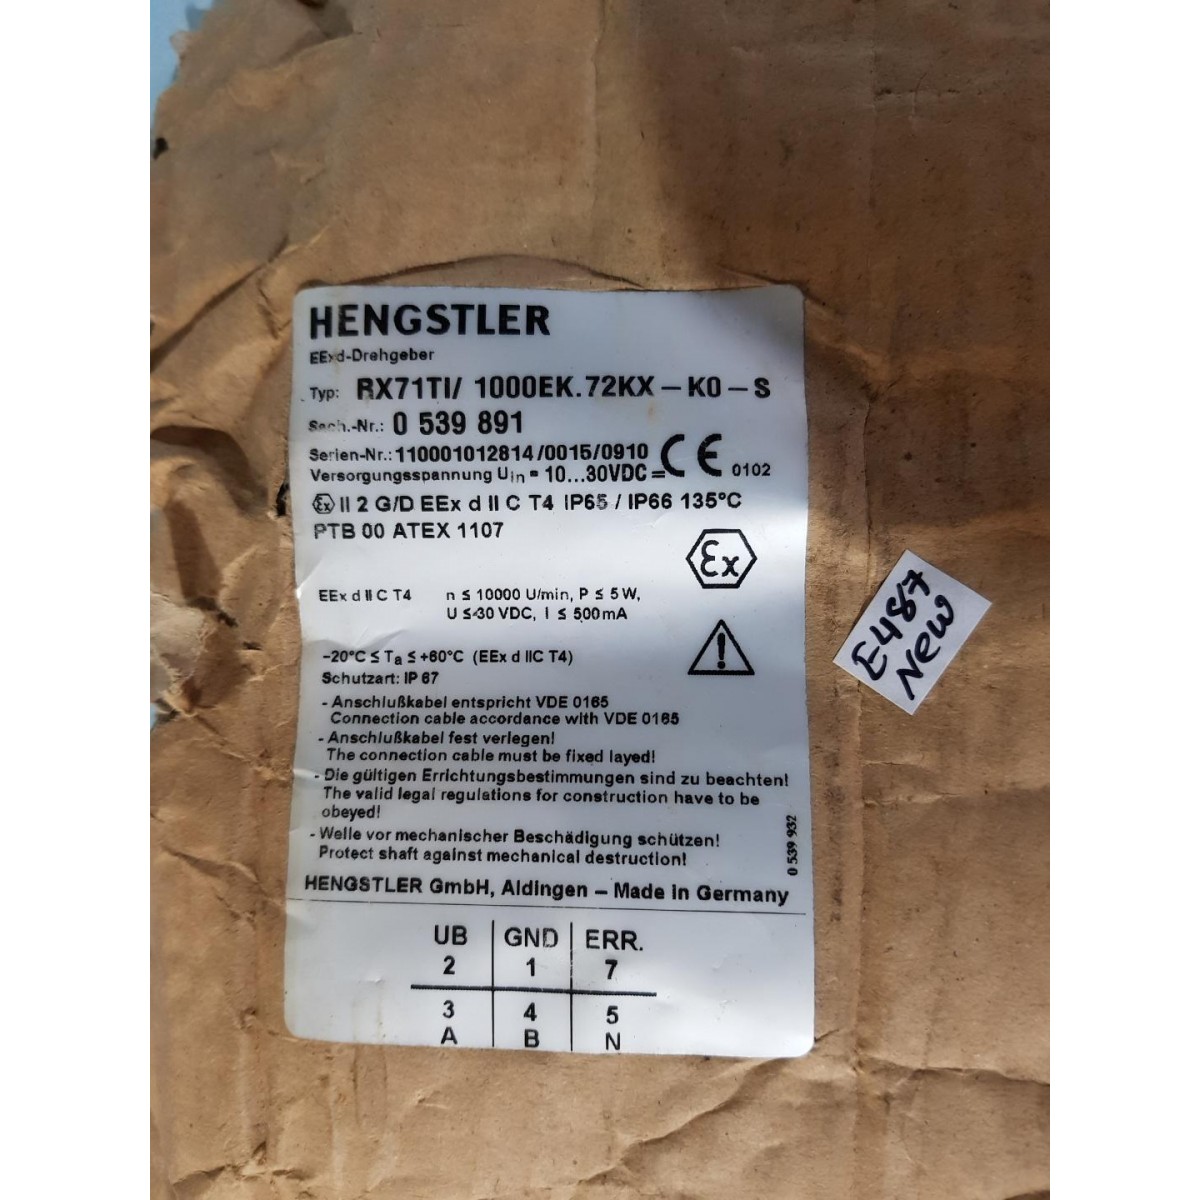 HENGSTLER
EExd-Drehgeber
Typ: RX71TI/ 1000EK.72KX – K0 – S
Sach.-Nr.: 0 539 891
Serien-Nr.: 110001012814/0015/0910
Versorgungsspannung Uin = 10...30VDC
CE 0102
Ex II 2 G/D EEx d II C T4 IP65 / IP66 135°C
PTB 00 ATEX 1107
Ex
EEx d II C T4 n ≤ 10000 U/min, P ≤ 5 W,
U ≤ 30 VDC, I ≤ 500mA
-20°C ≤ Ta ≤ +60°C (EEx d IIC T4)
Schutzart: IP 67
- Anschlußkabel entspricht VDE 0165
Connection cable accordance with VDE 0165
- Anschlußkabel fest verlegen!
The connection cable must be fixed layed!
- Die gültigen Errichtungsbestimmungen sind zu beachten!
The valid legal regulations for construction have to be
obeyed!
- Welle vor mechanischer Beschädigung schützen!
Protect shaft against mechanical destruction!
0 539 932
HENGSTLER GmbH, Aldingen – Made in Germany
UB GND ERR.
2 1 7
3 4 5
A B N
E487
New